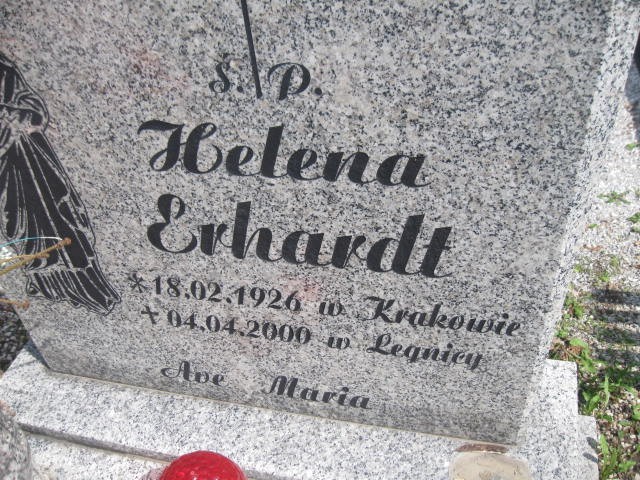 Ś.P.
Helena
Erhardt
*18.02.1926 w Krakowie
✝04.04.2000 w Legnicy
Ave Maria